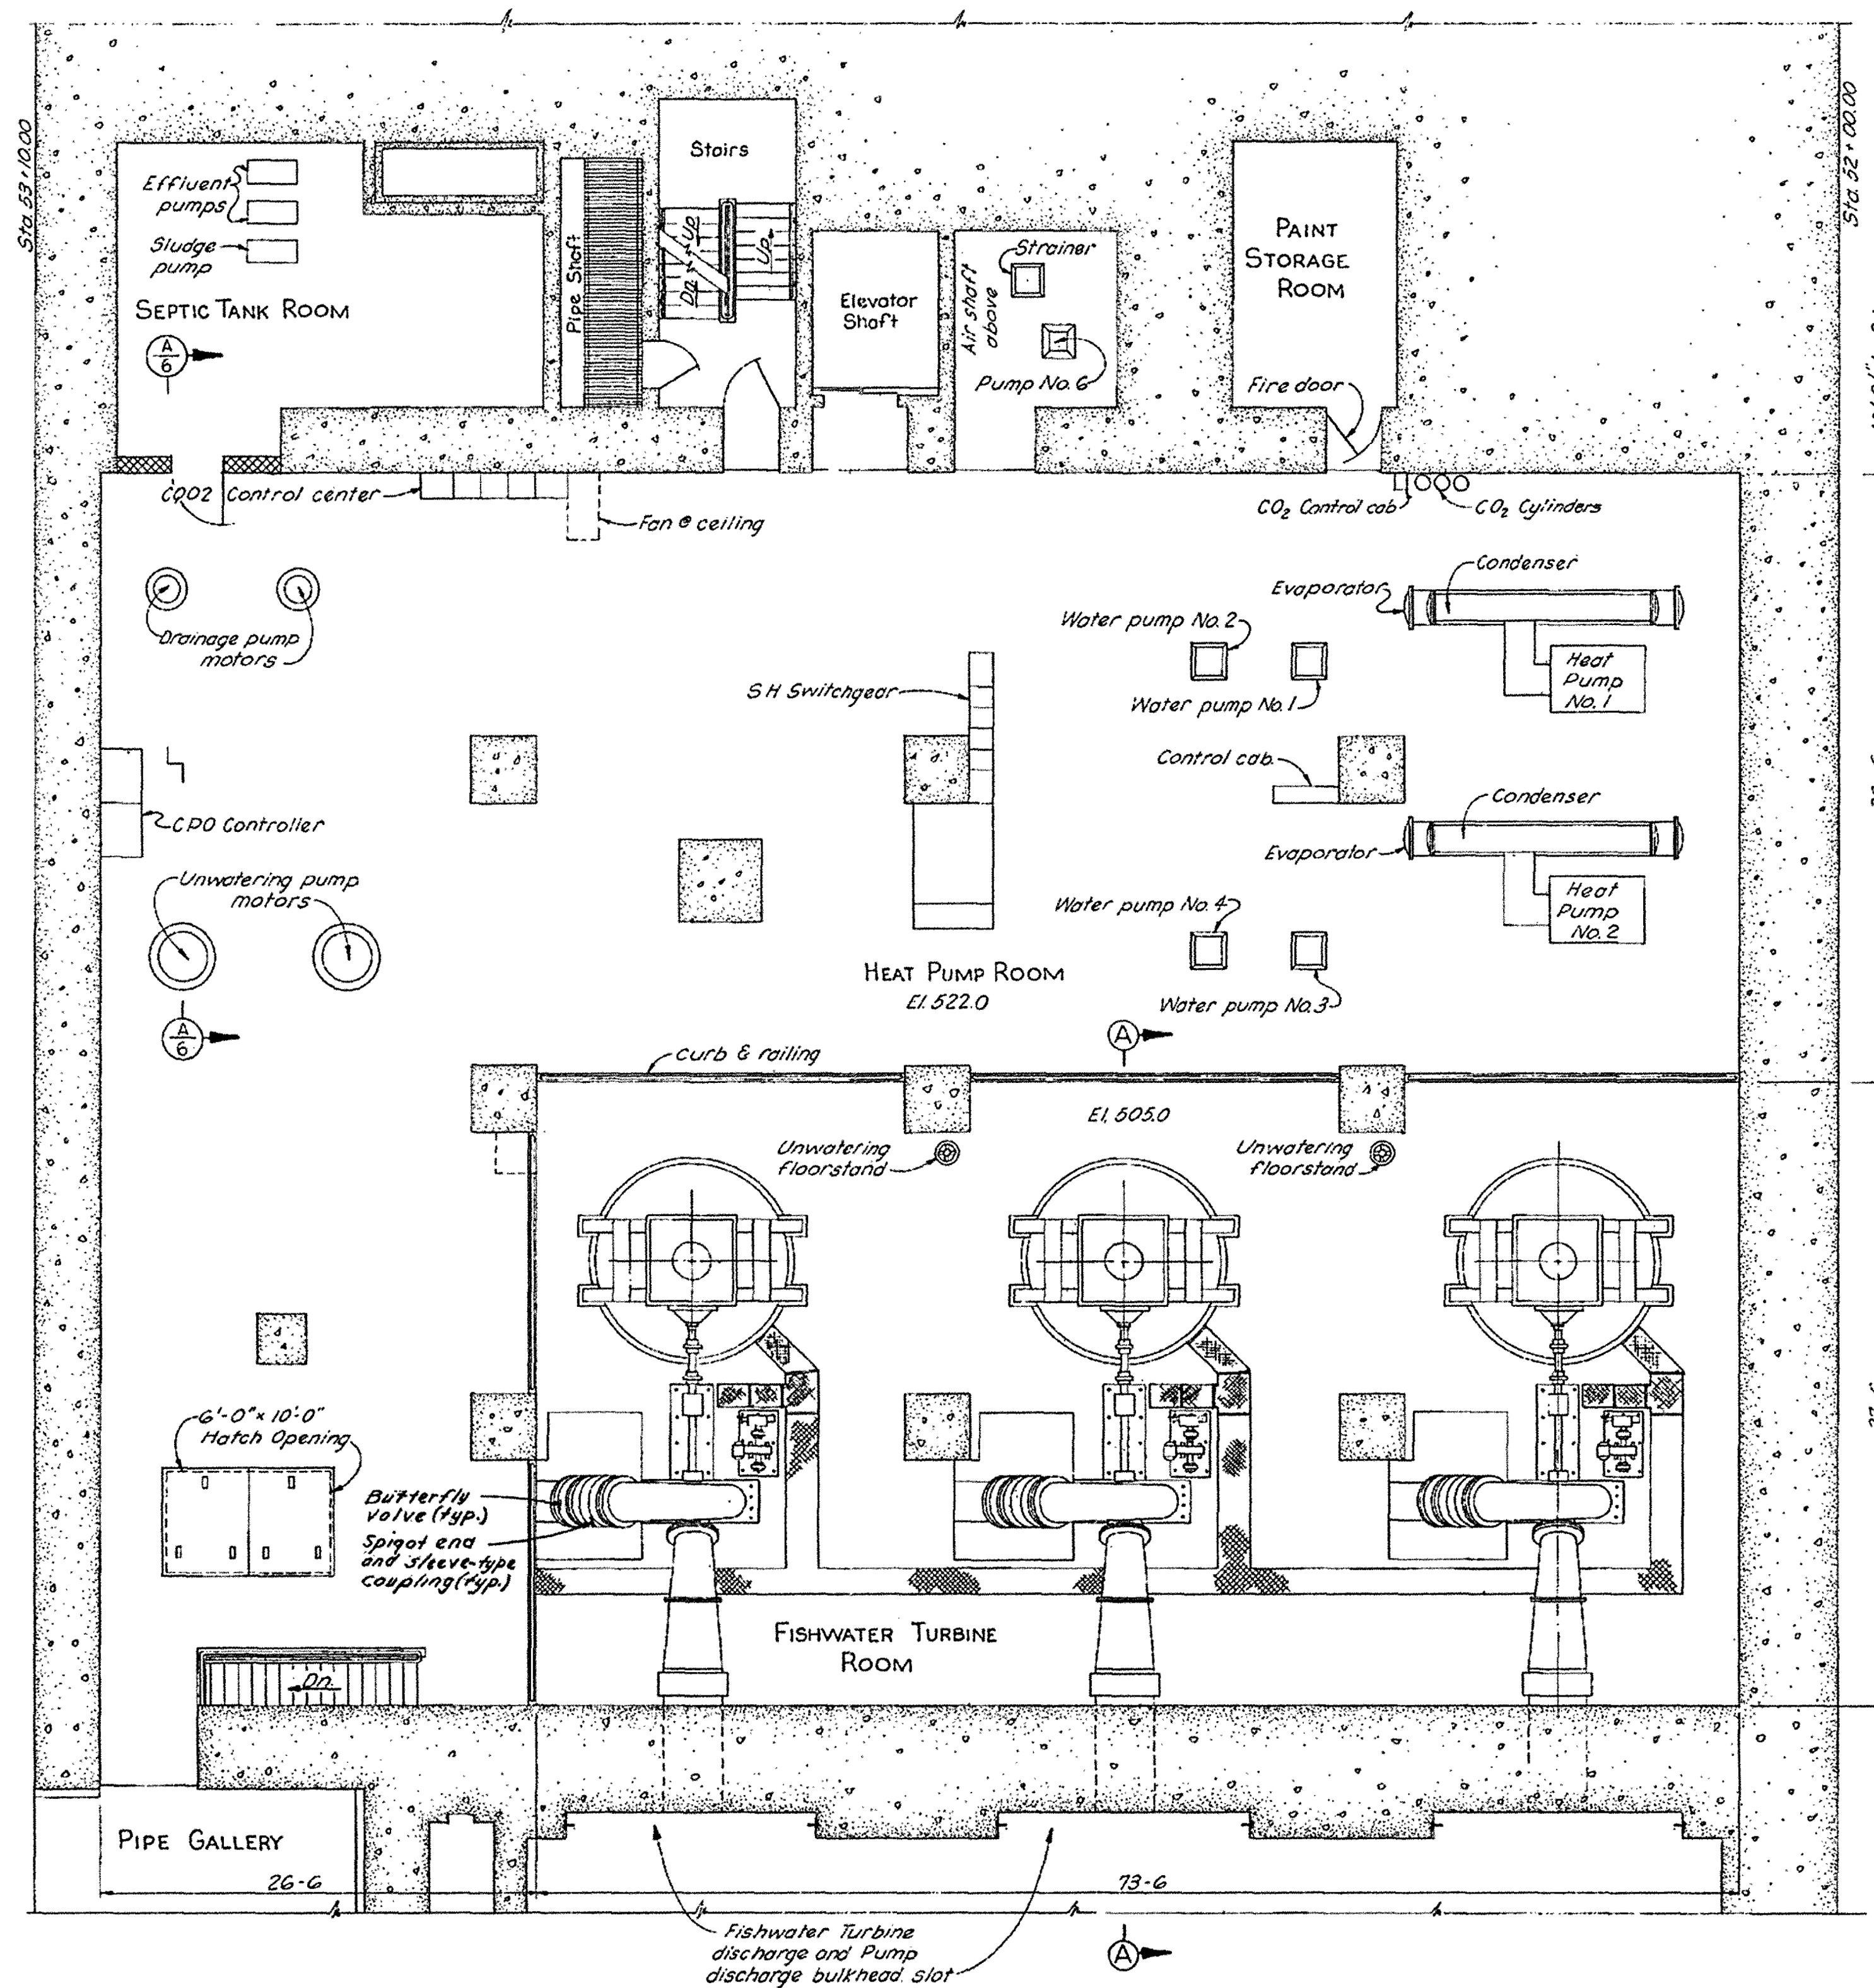 Sta. 53+10.00
Sta. 52+00.00
Stairs
Effluent
pumps
Sludge
pump
SEPTIC TANK ROOM
A
6
Pipe Shaft
Dn
Up
Up
Elevator
Shaft
Air shaft
above
Strainer
Pump No. 6
PAINT
STORAGE
ROOM
Fire door
CQ02 Control center
Fan @ ceiling
CO2 Control cab
CO2 Cylinders
Drainage pump
motors
Water pump No. 2
Water pump No. 1
Evaporator
Condenser
Heat
Pump
No. 1
SH Switchgear
Control cab.
CPO Controller
Condenser
Evaporator
Heat
Pump
No. 2
Unwatering pump
motors
Water pump No. 4
Water pump No. 3
HEAT PUMP ROOM
El. 522.0
A
6
A
curb & railing
El. 505.0
Unwatering
floorstand
Unwatering
floorstand
6'-0" x 10'-0"
Hatch Opening
Butterfly
valve (typ.)
Spigot end
and sleeve-type
coupling (typ.)
FISHWATER TURBINE
ROOM
Dn.
PIPE GALLERY
26-6
73-6
Fishwater Turbine
discharge and Pump
discharge bulkhead slot
A